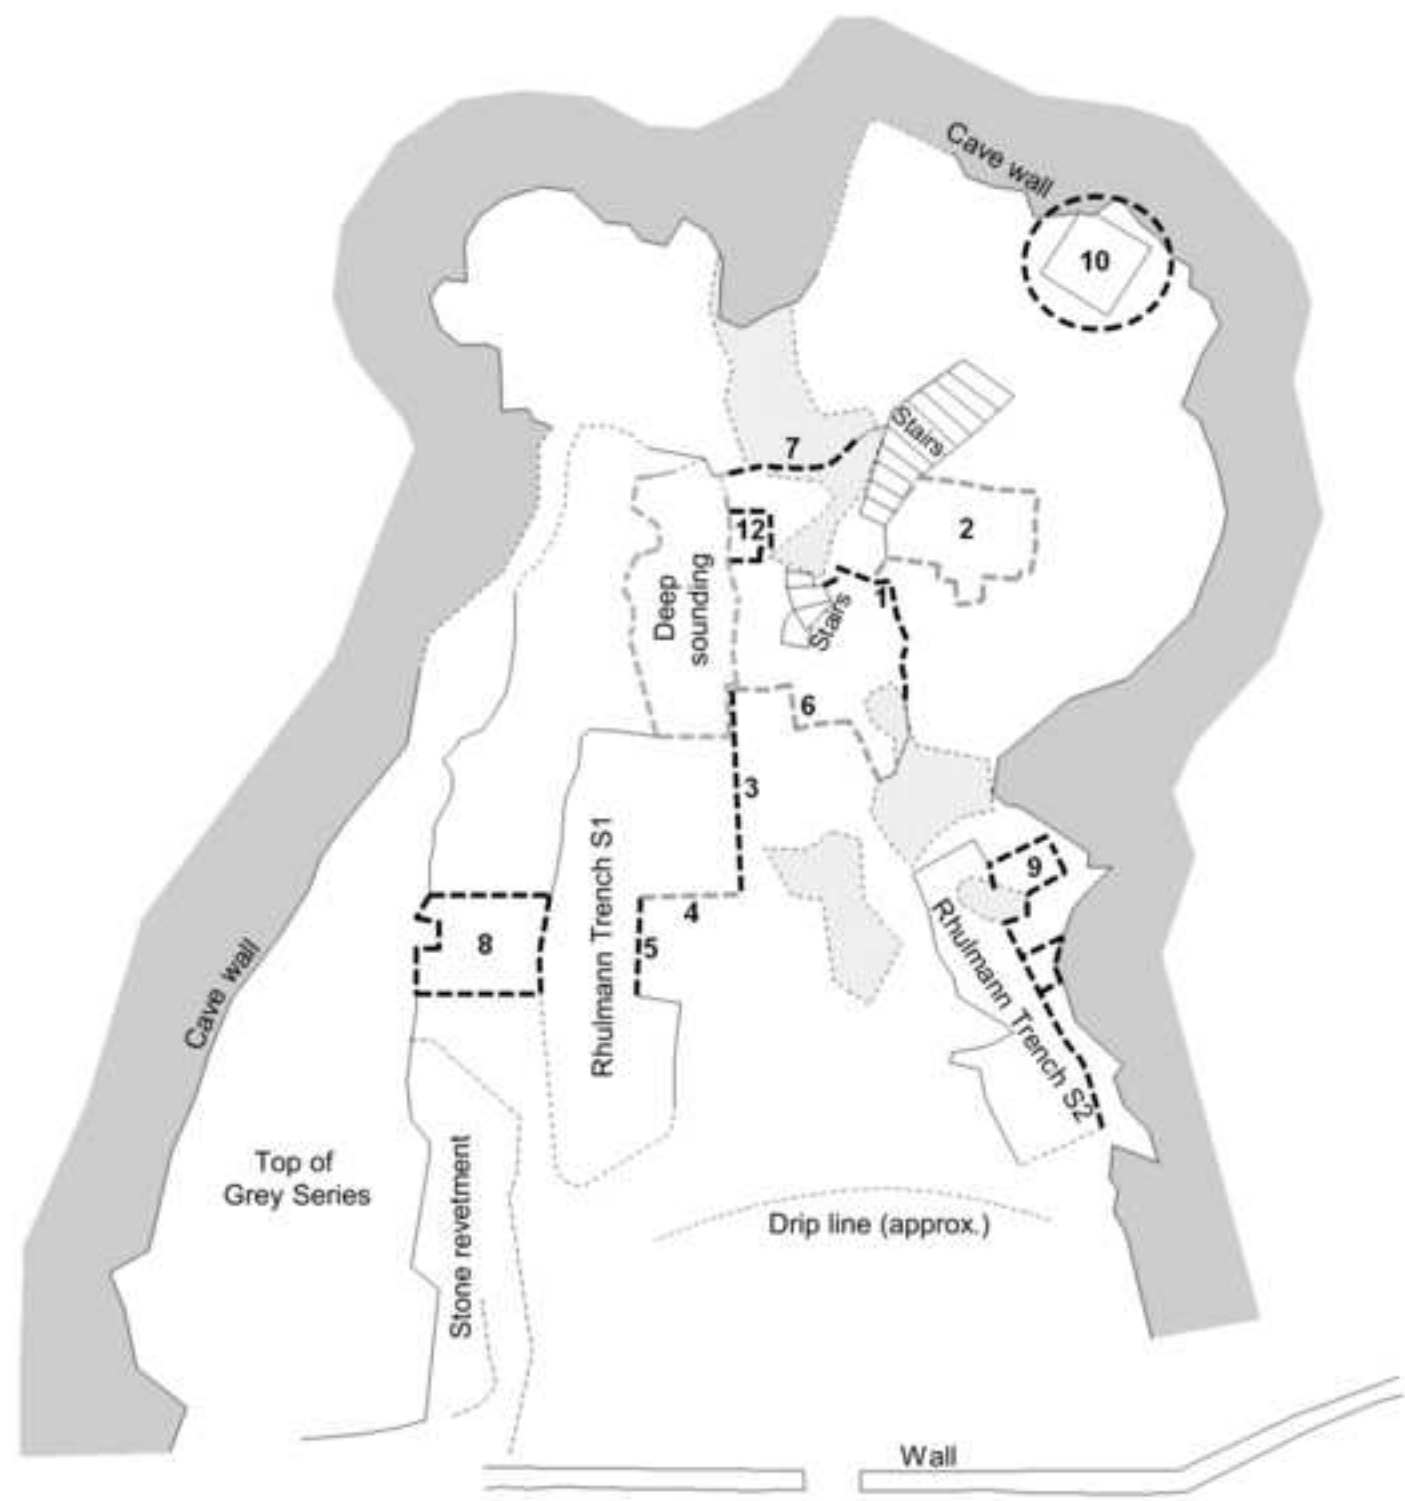 Cave wall
10
Stairs
7
2
12
Deep
sounding
1
Stairs
6
3
Rhulmann Trench S1
9
4
8
5
Rhulmann Trench S2
Cave wall
Top of
Grey Series
Stone revetment
Drip line (approx.)
Wall